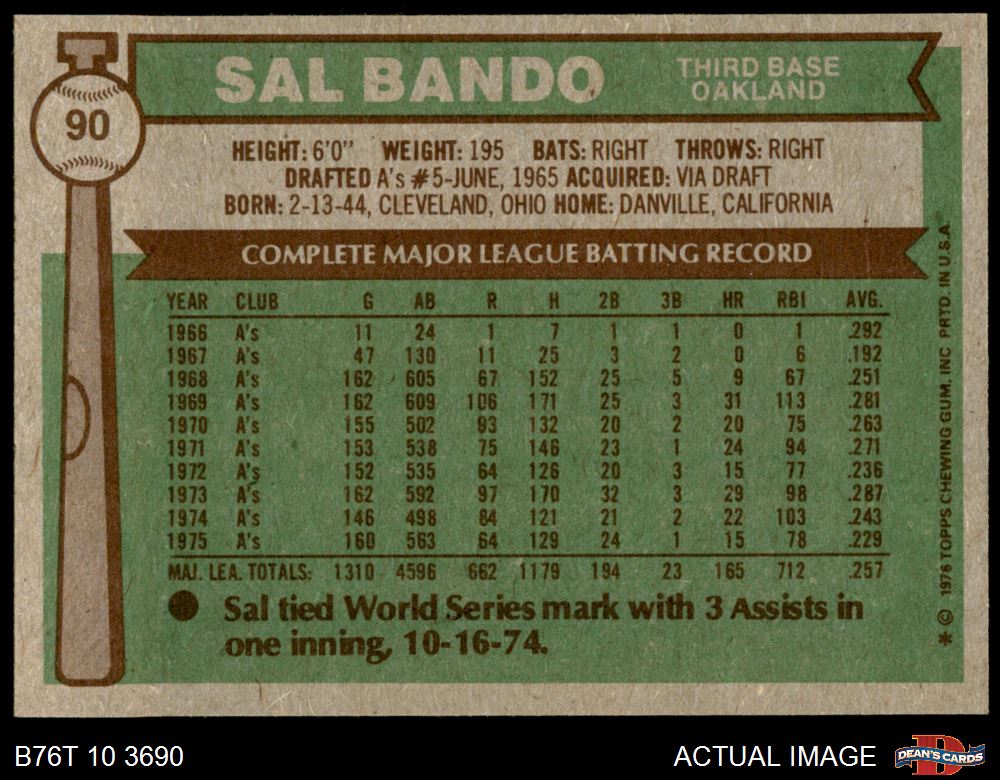 90
SAL BANDO
THIRD BASE
OAKLAND
HEIGHT: 6'0" WEIGHT: 195 BATS: RIGHT THROWS: RIGHT
DRAFTED A's #5-JUNE, 1965 ACQUIRED: VIA DRAFT
BORN: 2-13-44, CLEVELAND, OHIO HOME: DANVILLE, CALIFORNIA
COMPLETE MAJOR LEAGUE BATTING RECORD
YEAR CLUB G AB R H 2B 3B HR RBI AVG.
1966 A's 11 24 1 7 1 1 0 1 .292
1967 A's 47 130 11 25 3 2 0 6 .192
1968 A's 162 605 67 152 25 5 9 67 .251
1969 A's 162 609 106 171 25 3 31 113 .281
1970 A's 155 502 93 132 20 2 20 75 .263
1971 A's 153 538 75 146 23 1 24 94 .271
1972 A's 152 535 64 126 20 3 15 77 .236
1973 A's 162 592 97 170 32 3 29 98 .287
1974 A's 146 498 84 121 21 2 22 103 .243
1975 A's 160 563 64 129 24 1 15 78 .229
MAJ. LEA. TOTALS: 1310 4596 662 1179 194 23 165 712 .257
Sal tied World Series mark with 3 Assists in
one inning, 10-16-74.
* © 1976 TOPPS CHEWING GUM, INC PRTD. IN U.S.A.
B76T 10 3690
ACTUAL IMAGE
DEAN'S CARDS